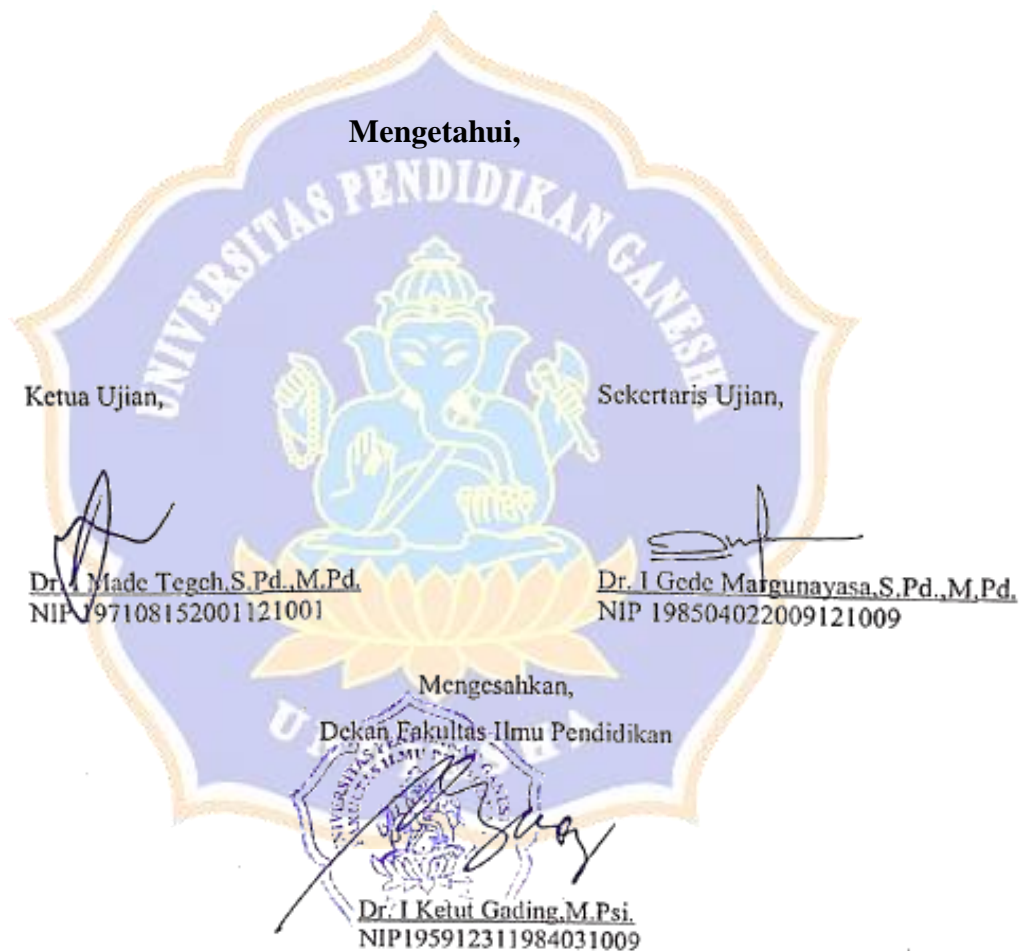 Mengetahui,
UNIVERSITAS PENDIDIKAN GANESHA
Ketua Ujian,
Sekertaris Ujian,
Dr. I Made Tegeh,S.Pd.,M.Pd.
NIP 197108152001121001
Dr. I Gede Margunayasa,S.Pd.,M,Pd.
NIP 198504022009121009
Mengesahkan,
Dekan Fakultas Ilmu Pendidikan
Dr. I Ketut Gading,M.Psi.
NIP195912311984031009